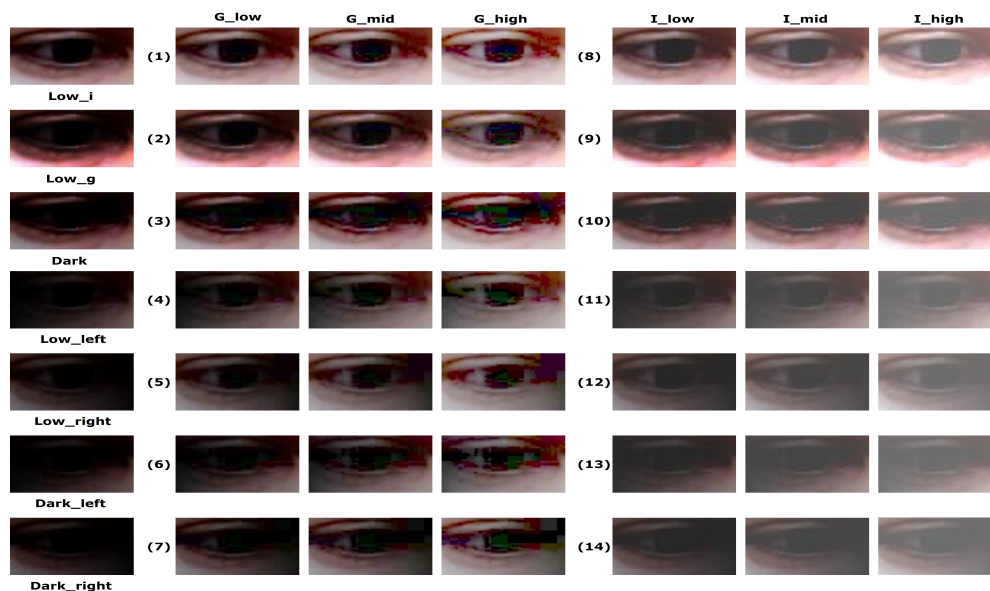 G_low G_mid G_high I_low I_mid I_high
(1) (8)
Low_i
(2) (9)
Low_g
(3) (10)
Dark
(4) (11)
Low_left
(5) (12)
Low_right
(6) (13)
Dark_left
(7) (14)
Dark_right